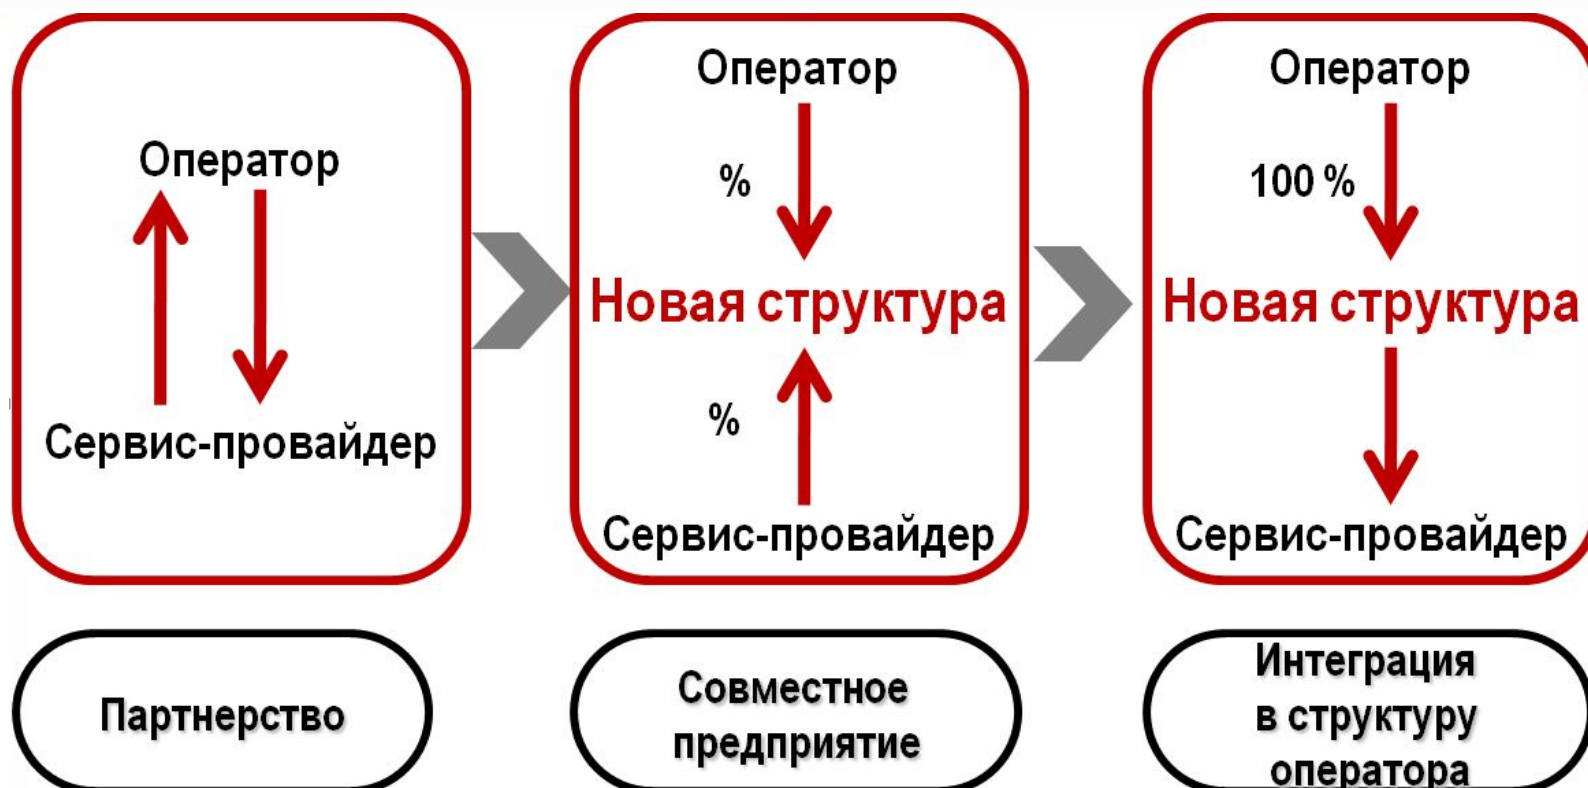 Оператор
Сервис-провайдер
Партнерство
Оператор
%
Новая структура
%
Сервис-провайдер
Совместное
предприятие
Оператор
100 %
Новая структура
Сервис-провайдер
Интеграция
в структуру
оператора